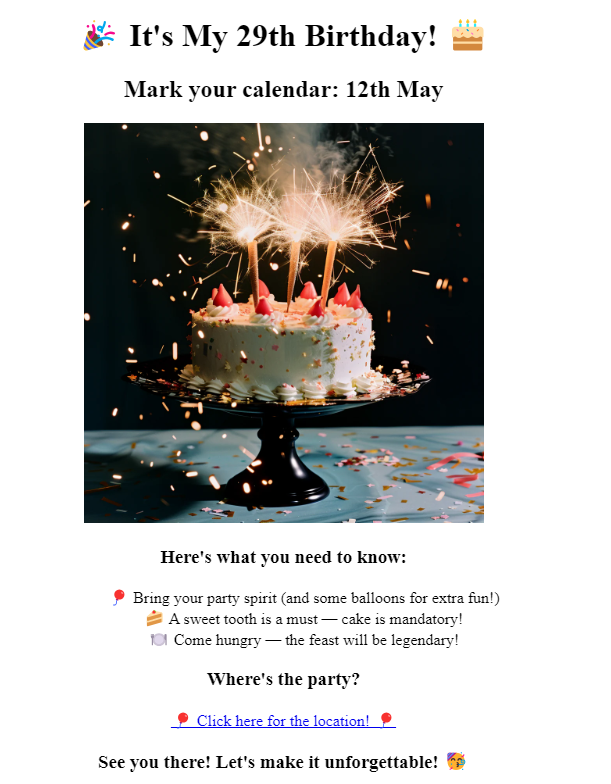 🎉 It's My 29th Birthday! 🎂
Mark your calendar: 12th May
Here's what you need to know:
🎈 Bring your party spirit (and some balloons for extra fun!)
🍰 A sweet tooth is a must — cake is mandatory!
🍽️ Come hungry — the feast will be legendary!
Where's the party?
🎈 Click here for the location! 🎈
See you there! Let's make it unforgettable! 🥳